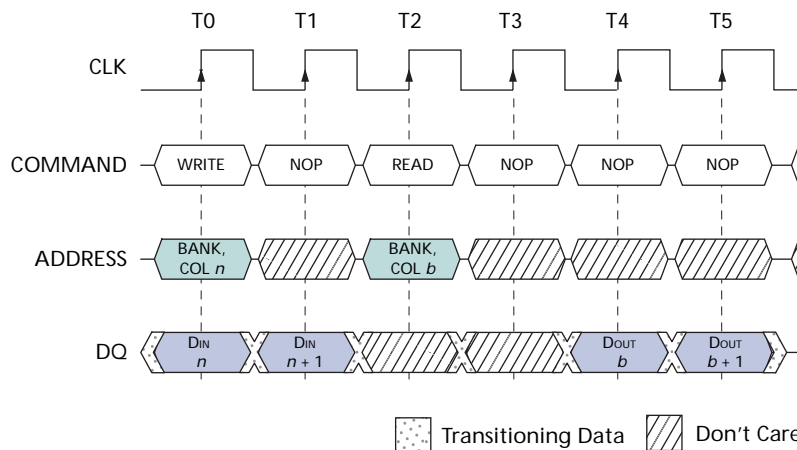 T0 T1 T2 T3 T4 T5
CLK
COMMAND WRITE NOP READ NOP NOP NOP
BANK, BANK,
ADDRESS COL n COL b
DIN DIN DOUT DOUT
DQ n n + 1 b b + 1
Transitioning Data Don't Care